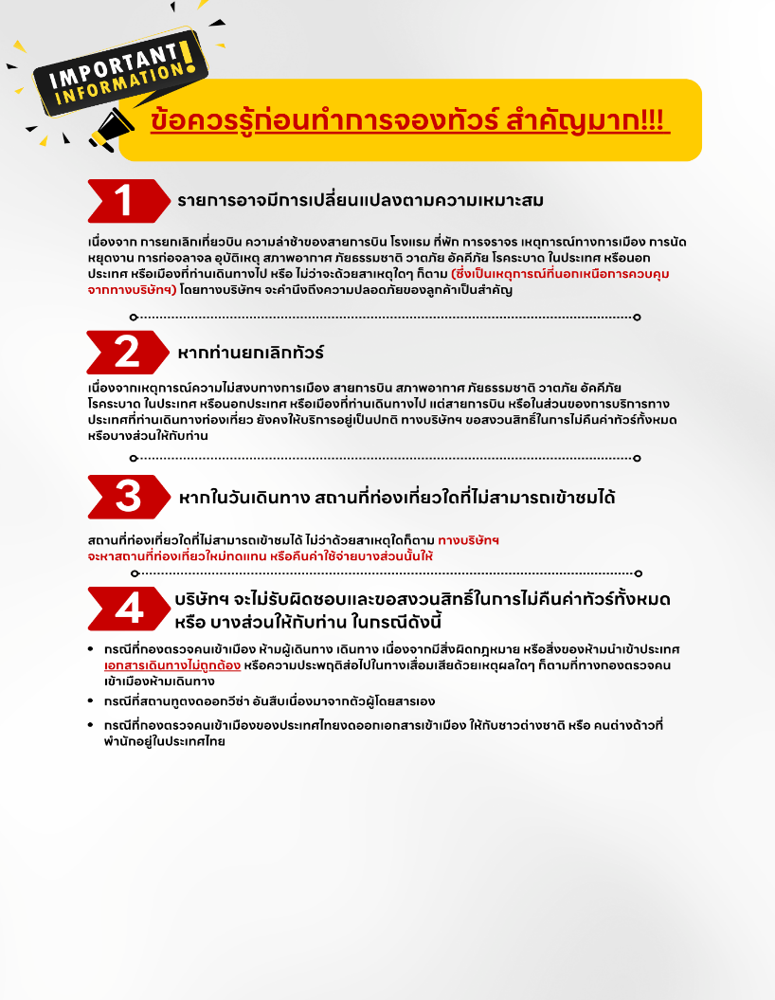 IMPORTANT!
INFORMATION
ข้อควรรู้ก่อนทำการจองทัวร์ สำคัญมาก!!!
1 รายการอาจมีการเปลี่ยนแปลงตามความเหมาะสม
เนื่องจาก การยกเลิกเที่ยวบิน ความล่าช้าของสายการบิน โรงแรม ที่พัก การจราจร เหตุการณ์ทางการเมือง การนัด
หยุดงาน การก่อจลาจล อุบัติเหตุ สภาพอากาศ ภัยธรรมชาติ วาตภัย อัคคีภัย โรคระบาด ในประเทศ หรือนอก
ประเทศ หรือเมืองที่ท่านเดินทางไป หรือ ไม่ว่าจะด้วยสาเหตุใดๆ ก็ตาม (ซึ่งเป็นเหตุการณ์ที่นอกเหนือการควบคุม
จากทางบริษัทฯ) โดยทางบริษัทฯ จะคำนึงถึงความปลอดภัยของลูกค้าเป็นสำคัญ
2 หากท่านยกเลิกทัวร์
เนื่องจากเหตุการณ์ความไม่สงบทางการเมือง สายการบิน สภาพอากาศ ภัยธรรมชาติ วาตภัย อัคคีภัย
โรคระบาด ในประเทศ หรือนอกประเทศ หรือเมืองที่ท่านเดินทางไป แต่สายการบิน หรือในส่วนของการบริการทาง
ประเทศที่ท่านเดินทางท่องเที่ยว ยังคงให้บริการอยู่เป็นปกติ ทางบริษัทฯ ขอสงวนสิทธิ์ในการไม่คืนค่าทัวร์ทั้งหมด
หรือบางส่วนให้กับท่าน
3 หากในวันเดินทาง สถานที่ท่องเที่ยวใดที่ไม่สามารถเข้าชมได้
สถานที่ท่องเที่ยวใดที่ไม่สามารถเข้าชมได้ ไม่ว่าด้วยสาเหตุใดก็ตาม ทางบริษัทฯ
จะหาสถานที่ท่องเที่ยวใหม่ทดแทน หรือคืนค่าใช้จ่ายบางส่วนนั้นให้
4 บริษัทฯ จะไม่รับผิดชอบและขอสงวนสิทธิ์ในการไม่คืนค่าทัวร์ทั้งหมด
หรือ บางส่วนให้กับท่าน ในกรณีดังนี้
• กรณีที่กองตรวจคนเข้าเมือง ห้ามผู้เดินทาง เดินทาง เนื่องจากมีสิ่งผิดกฎหมาย หรือสิ่งของห้ามนำเข้าประเทศ
เอกสารเดินทางไม่ถูกต้อง หรือความประพฤติส่อไปในทางเสื่อมเสียด้วยเหตุผลใดๆ ก็ตามที่ทางกองตรวจคน
เข้าเมืองห้ามเดินทาง
• กรณีที่สถานทูตงดออกวีซ่า อันสืบเนื่องมาจากตัวผู้โดยสารเอง
• กรณีที่กองตรวจคนเข้าเมืองของประเทศไทยงดออกเอกสารเข้าเมือง ให้กับชาวต่างชาติ หรือ คนต่างด้าวที่
พำนักอยู่ในประเทศไทย